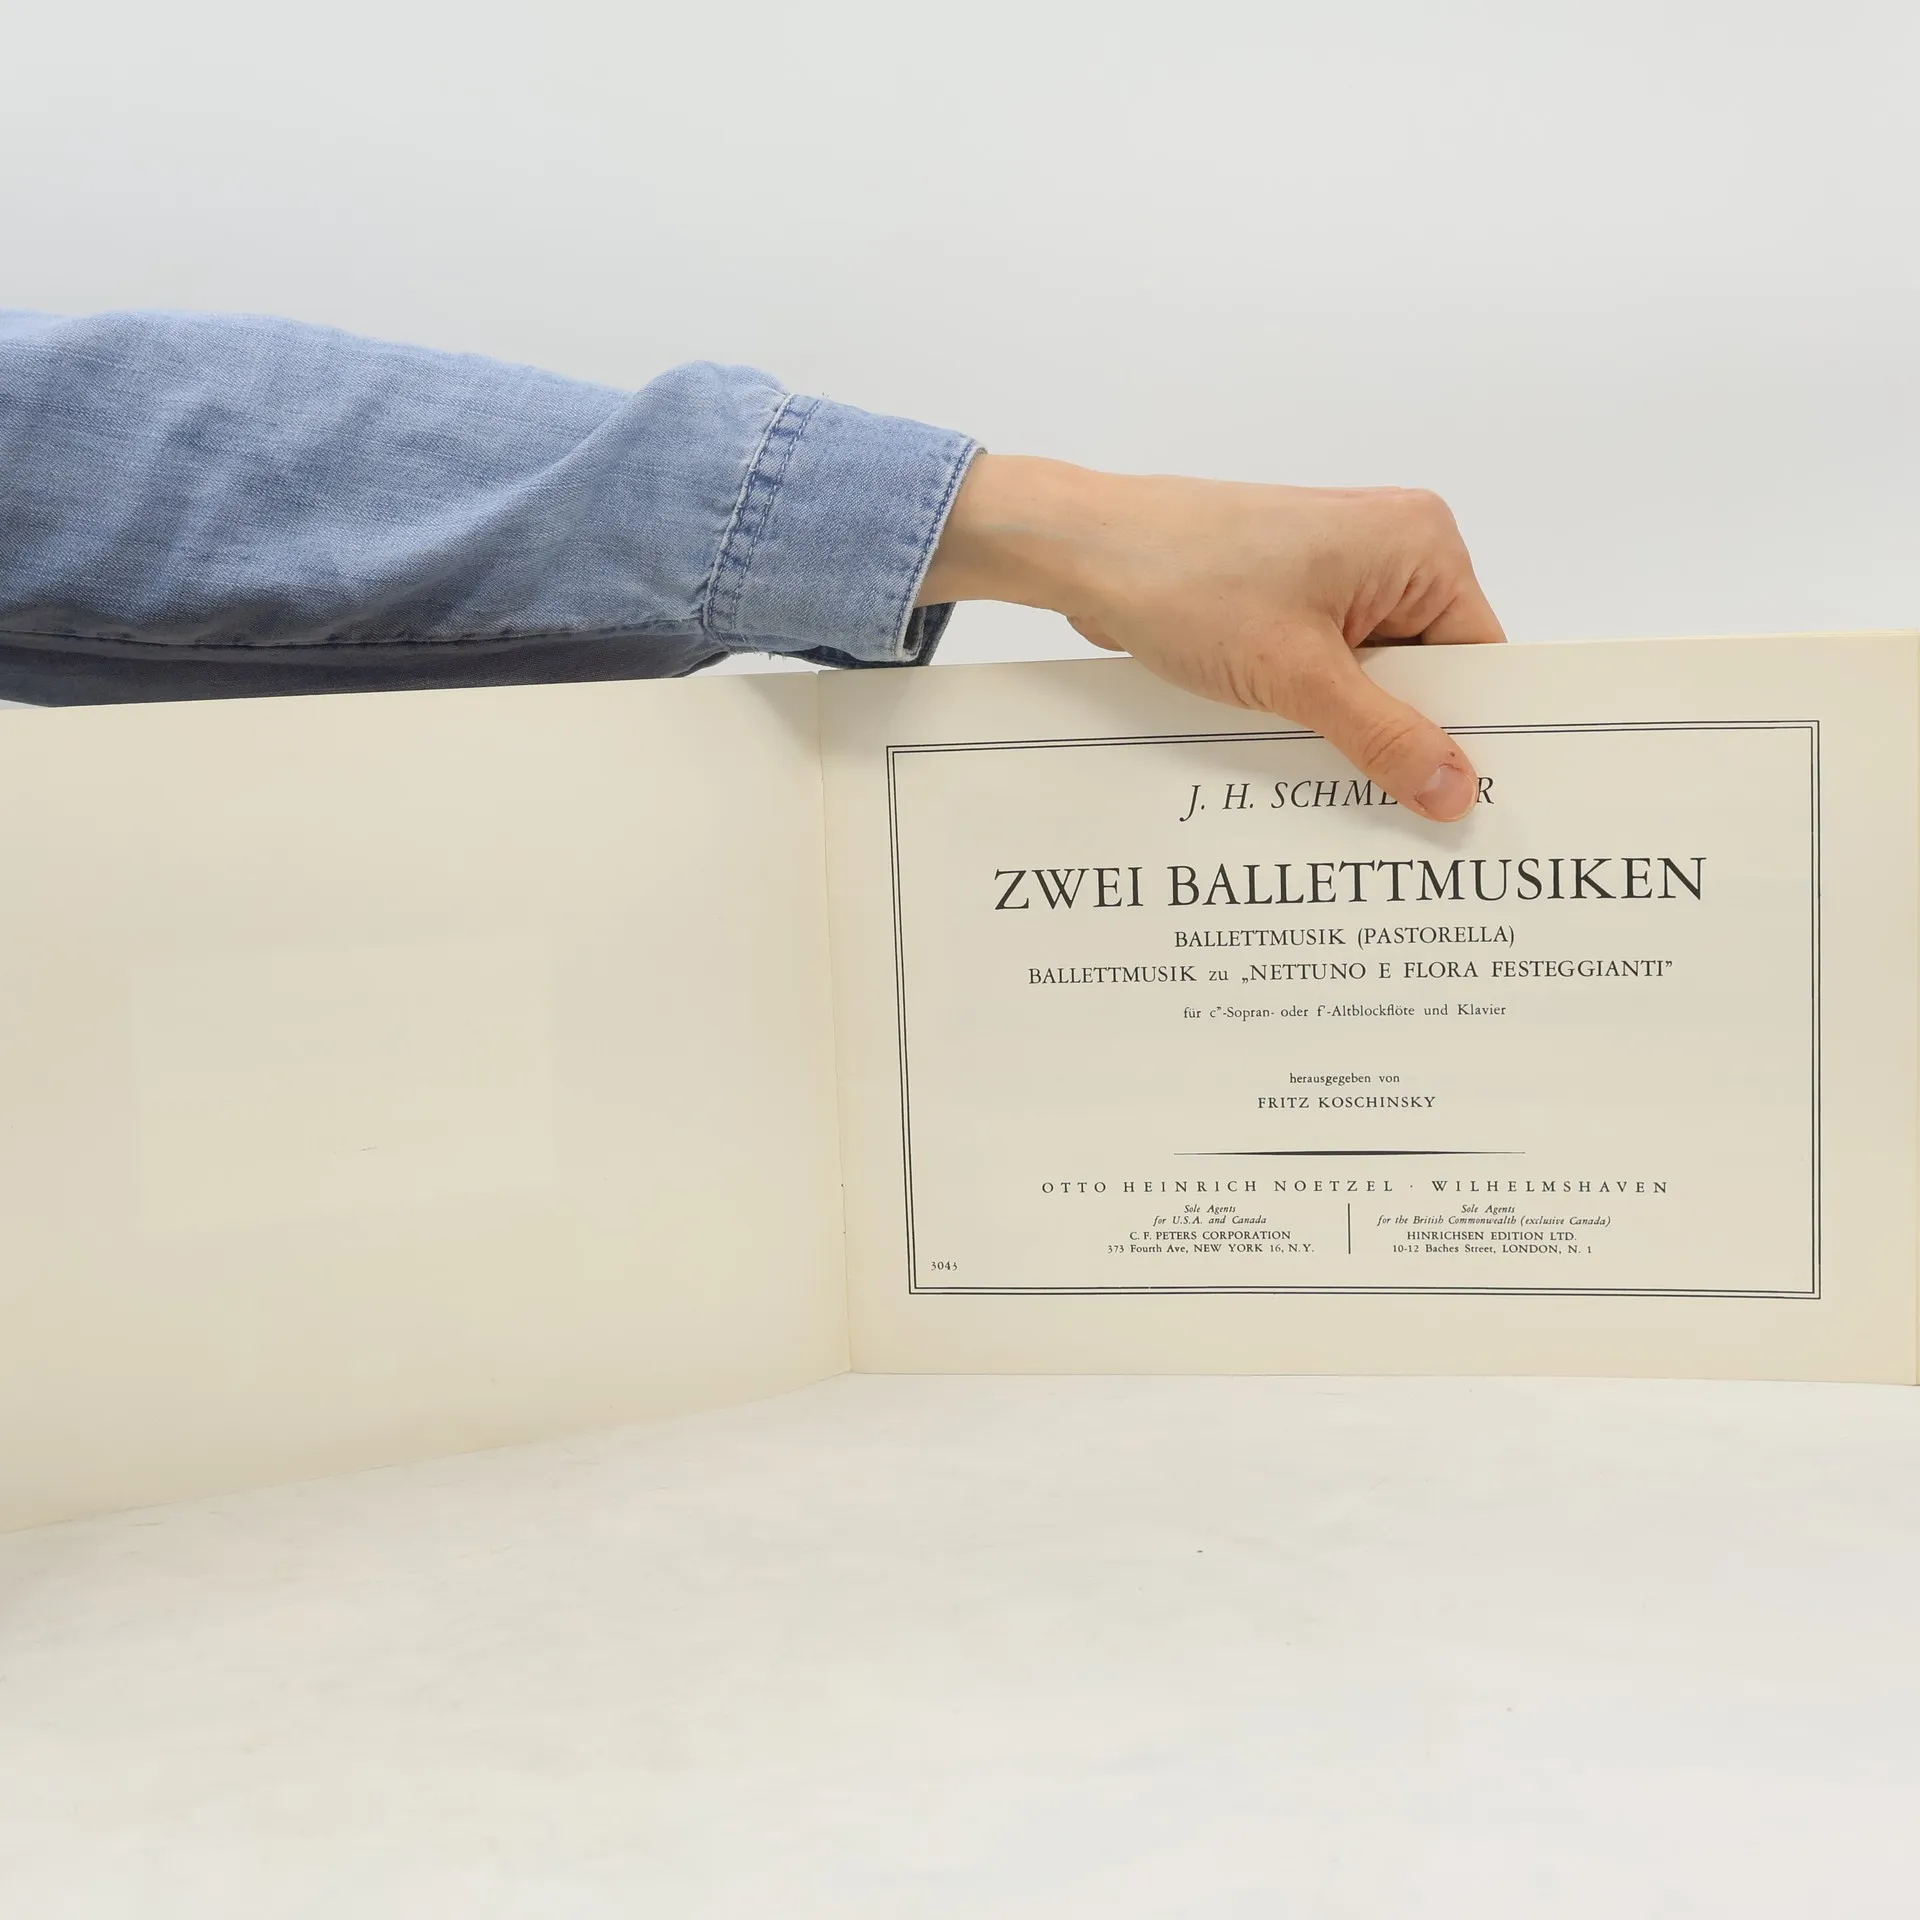 J. H. SCHME R
ZWEI BALLETTMUSIKEN
BALLETTMUSIK (PASTORELLA)
BALLETTMUSIK zu „NETTUNO E FLORA FESTEGGIANTI”
für c”-Sopran- oder f'-Altblockflöte und Klavier
herausgegeben von
FRITZ KOSCHINSKY
OTTO HEINRICH NOETZEL · WILHELMSHAVEN
Sole Agents
for U.S.A. and Canada
C. F. PETERS CORPORATION
373 Fourth Ave, NEW YORK 16, N.Y.
Sole Agents
for the British Commonwealth (exclusive Canada)
HINRICHSEN EDITION LTD.
10-12 Baches Street, LONDON, N. 1
3043